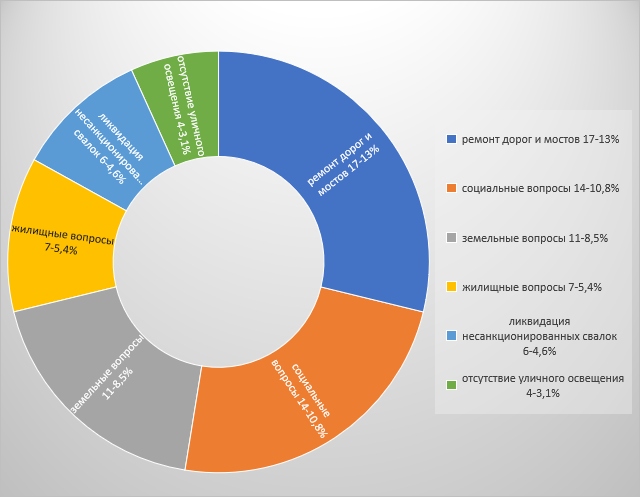 ремонт дорог и
мостов 17-13%
социальные
вопросы 14-10,8%
земельные вопросы
11-8,5%
жилищные вопросы
7-5,4%
ликвидация
несанкционирова...
свалок 6-4,6%
отсутствие уличного
освещения 4-3,1%
ремонт дорог и мостов 17-13%
социальные вопросы 14-10,8%
земельные вопросы 11-8,5%
жилищные вопросы 7-5,4%
ликвидация
несанкционированных свалок
6-4,6%
отсутствие уличного освещения
4-3,1%